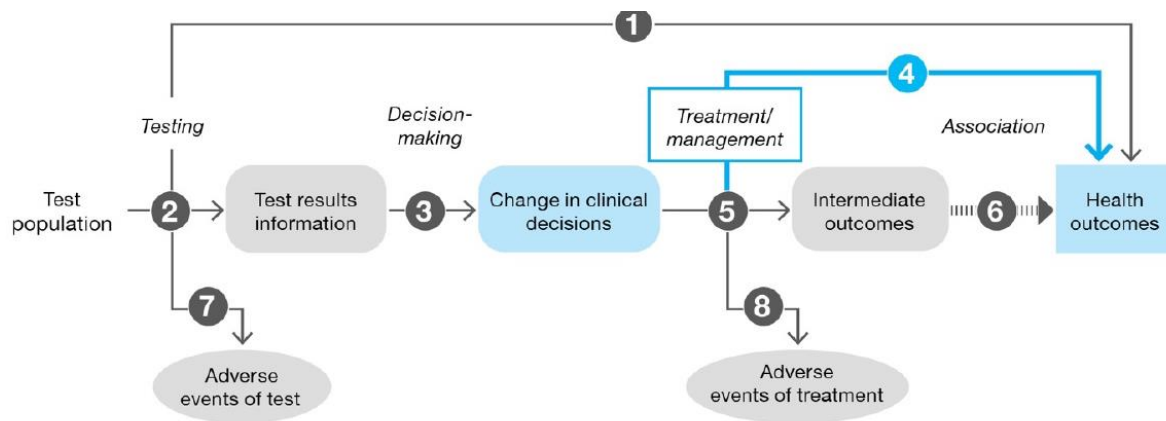 1
4
Testing
Decision-
making
Treatment/
management
Association
Test
population
2
Test results
information
3
Change in clinical
decisions
5
Intermediate
outcomes
6
Health
outcomes
7
8
Adverse
events of test
Adverse
events of treatment